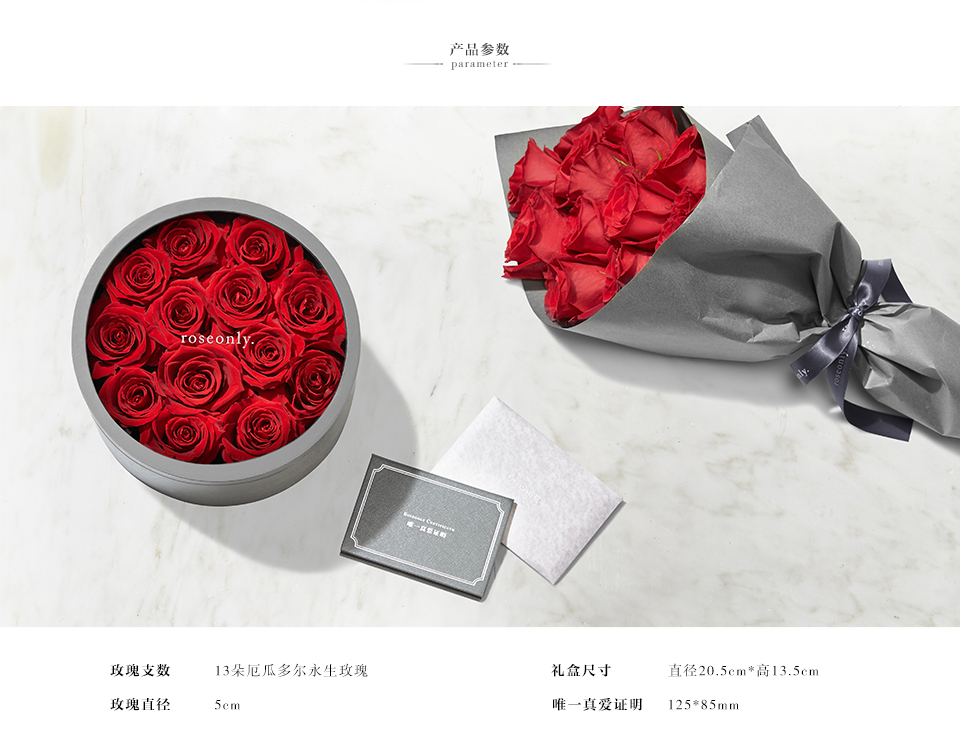 产品参数
parameter
roseonly.
roseonly
nly.
Roseonly Certificate
唯一真爱证明
玫瑰支数 13朵厄瓜多尔永生玫瑰 礼盒尺寸 直径20.5cm*高13.5cm
玫瑰直径 5cm 唯一真爱证明 125*85mm